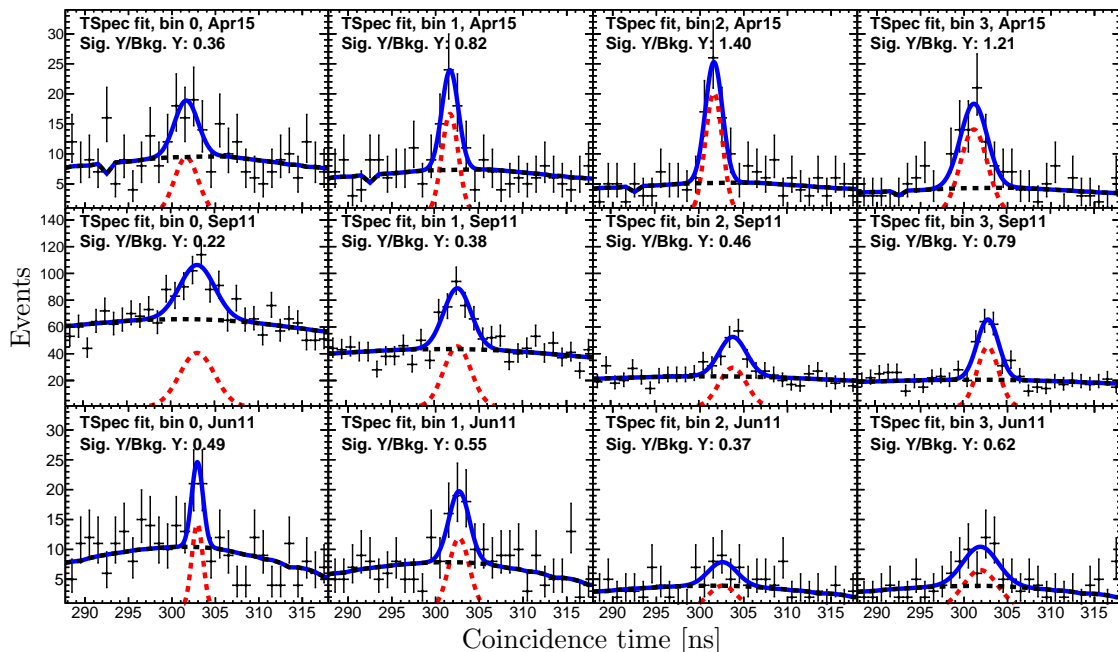 TSpec fit, bin 0, Apr15
Sig. Y/Bkg. Y: 0.36
TSpec fit, bin 1, Apr15
Sig. Y/Bkg. Y: 0.82
TSpec fit, bin 2, Apr15
Sig. Y/Bkg. Y: 1.40
TSpec fit, bin 3, Apr15
Sig. Y/Bkg. Y: 1.21
30
25
20
15
10
5
TSpec fit, bin 0, Sep11
Sig. Y/Bkg. Y: 0.22
TSpec fit, bin 1, Sep11
Sig. Y/Bkg. Y: 0.38
TSpec fit, bin 2, Sep11
Sig. Y/Bkg. Y: 0.46
TSpec fit, bin 3, Sep11
Sig. Y/Bkg. Y: 0.79
140
120
100
80
60
40
20
Events
TSpec fit, bin 0, Jun11
Sig. Y/Bkg. Y: 0.49
TSpec fit, bin 1, Jun11
Sig. Y/Bkg. Y: 0.55
TSpec fit, bin 2, Jun11
Sig. Y/Bkg. Y: 0.37
TSpec fit, bin 3, Jun11
Sig. Y/Bkg. Y: 0.62
30
25
20
15
10
5
290 295 300 305 310 315
290 295 300 305 310 315
290 295 300 305 310 315
290 295 300 305 310 315
Coincidence time [ns]